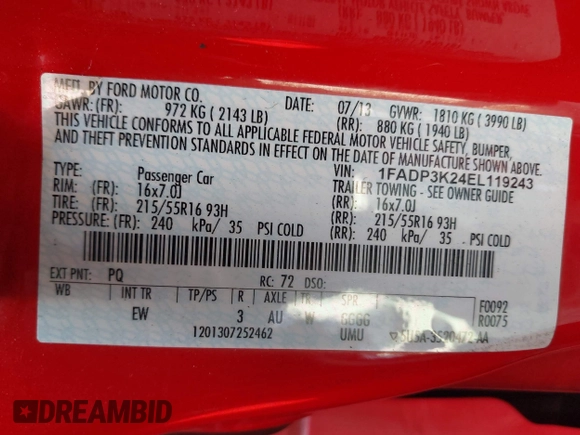 MFD. BY FORD MOTOR CO. DATE: 07/13 GVWR: 1810 KG ( 3990 LB)
GAWR: (FR): 972 KG ( 2143 LB) (RR): 880 KG ( 1940 LB)
THIS VEHICLE CONFORMS TO ALL APPLICABLE FEDERAL MOTOR VEHICLE SAFETY, BUMPER,
AND THEFT PREVENTION STANDARDS IN EFFECT ON THE DATE OF MANUFACTURE SHOWN ABOVE.
VIN: 1FADP3K24EL119243
TYPE: Passenger Car TRAILER TOWING - SEE OWNER GUIDE
RIM: (FR): 16x7.0J (RR): 16x7.0J
TIRE: (FR): 215/55R16 93H (RR): 215/55R16 93H
PRESSURE: (FR): 240 kPa/ 35 PSI COLD (RR): 240 kPa/ 35 PSI COLD
EXT PNT: PQ RC: 72 DSO:
WB INT TR TP/PS R AXLE TR SPR F0092
EW 3 AU W GGGG R0075
1201307252462 UMU
DREAMBID